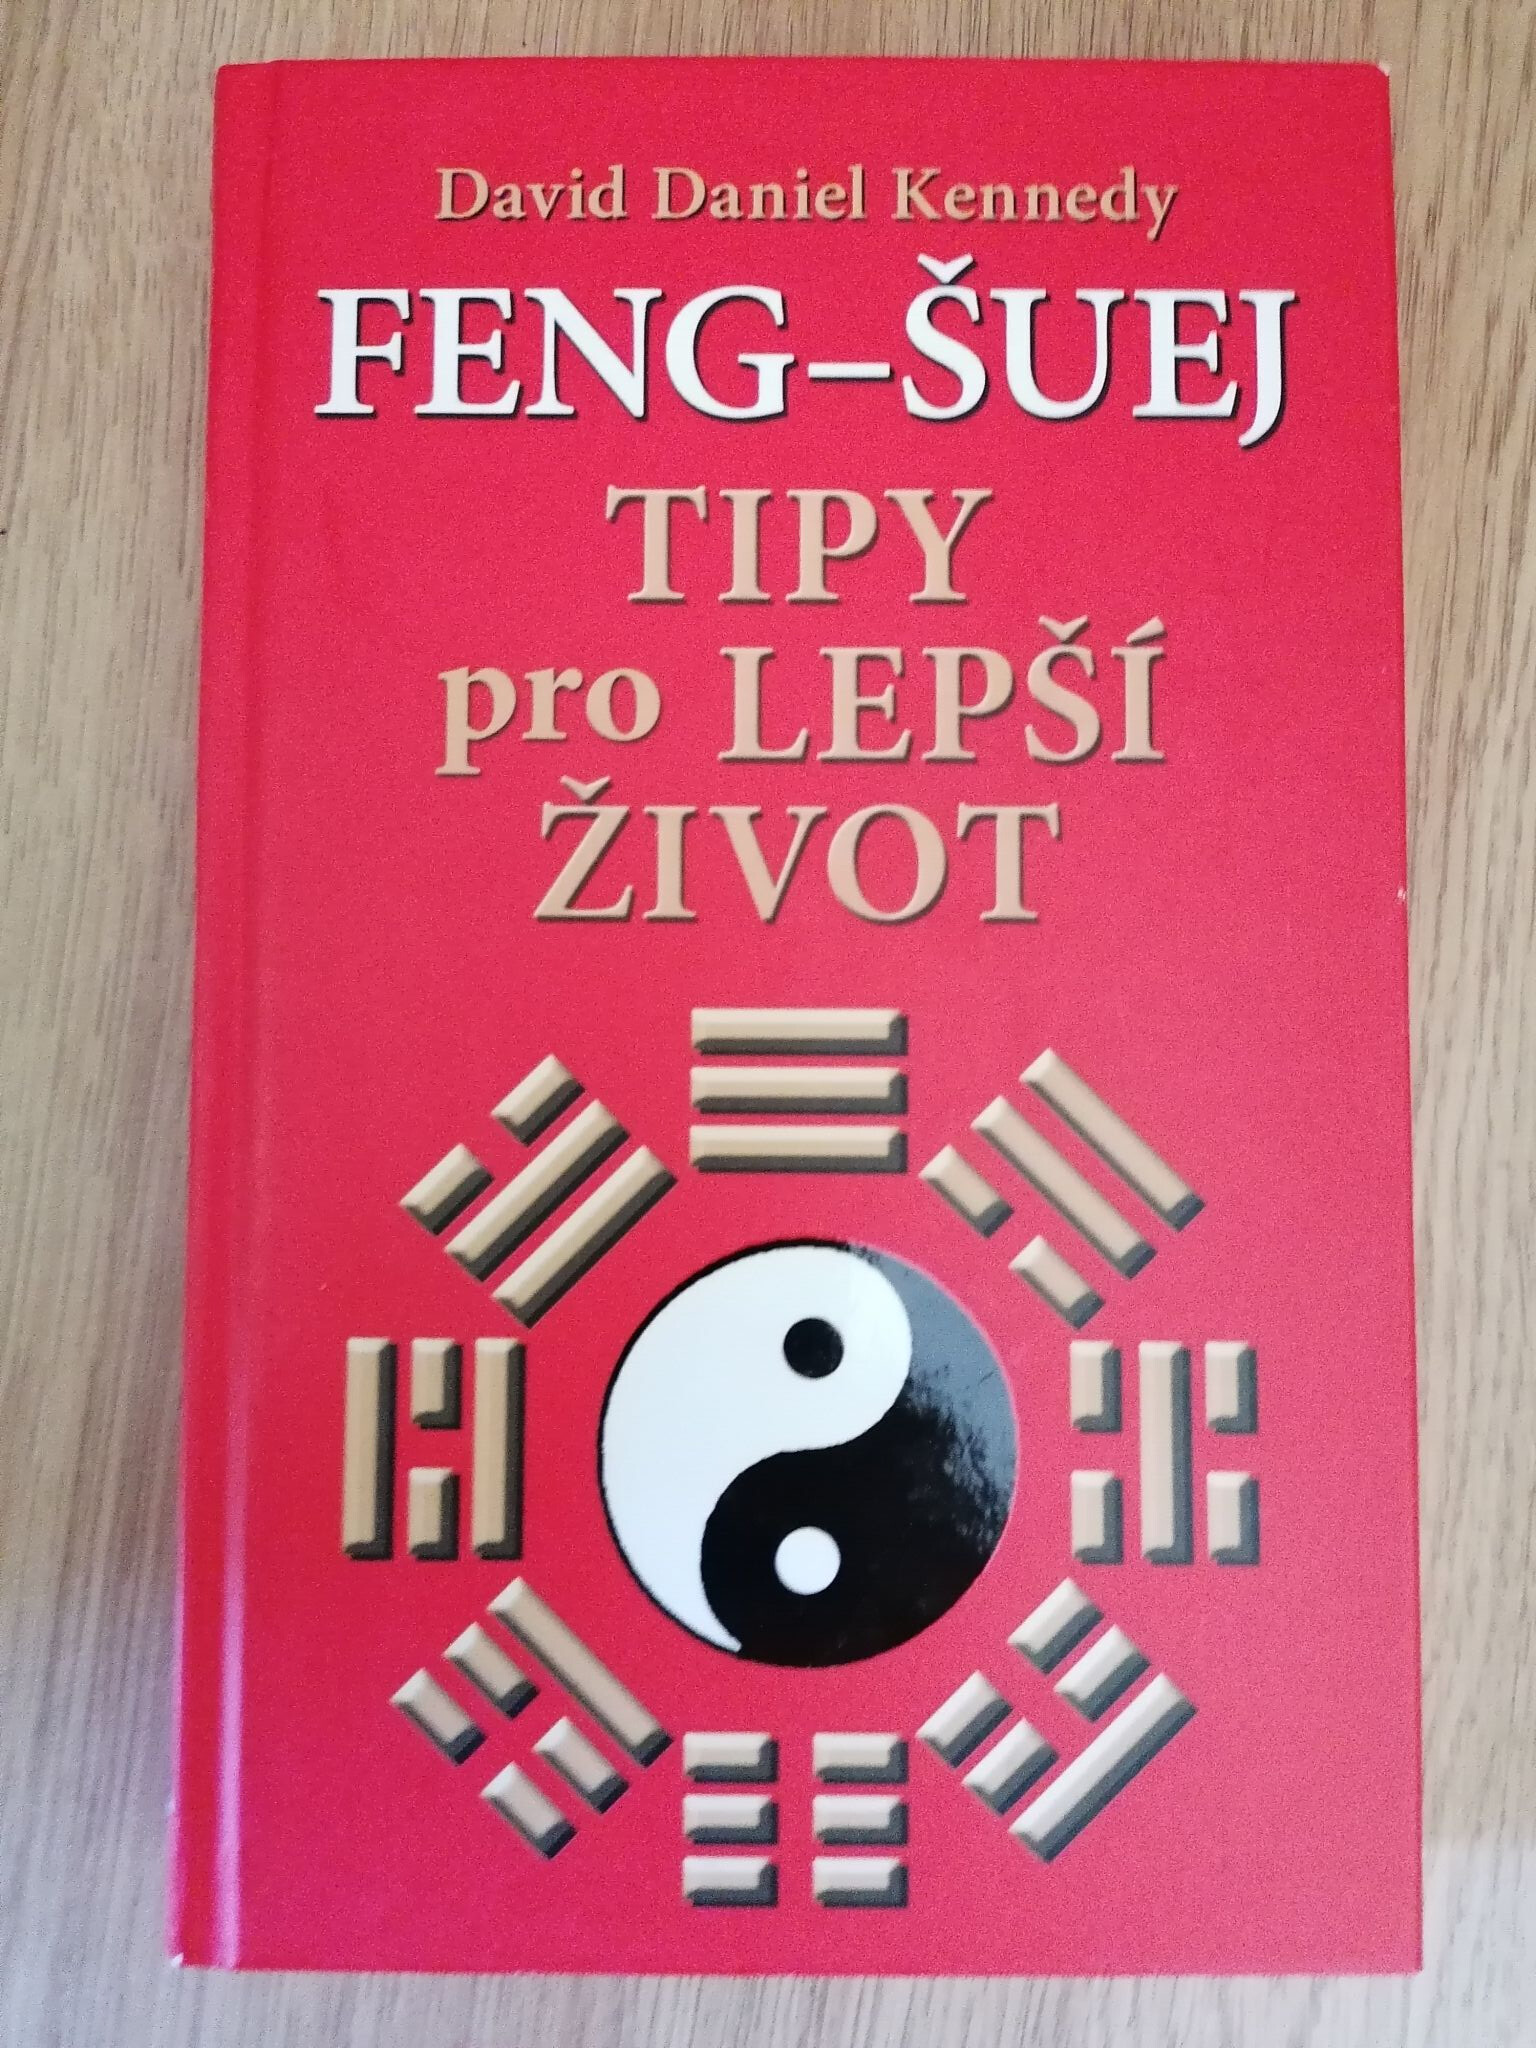 David Daniel Kennedy
FENG–ŠUEJ
TIPY
pro LEPŠÍ
ŽIVOT